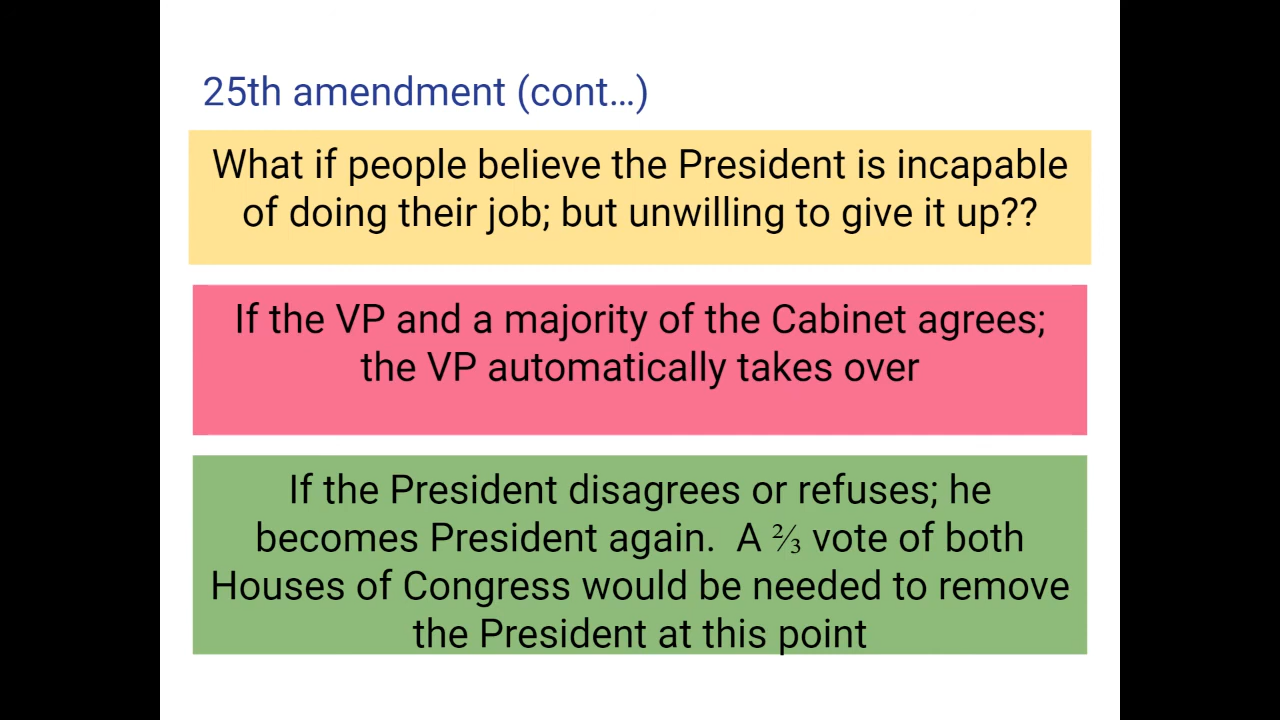 25th amendment (cont…)
What if people believe the President is incapable
of doing their job; but unwilling to give it up??
If the VP and a majority of the Cabinet agrees;
the VP automatically takes over
If the President disagrees or refuses; he
becomes President again.  A ⅔ vote of both
Houses of Congress would be needed to remove
the President at this point